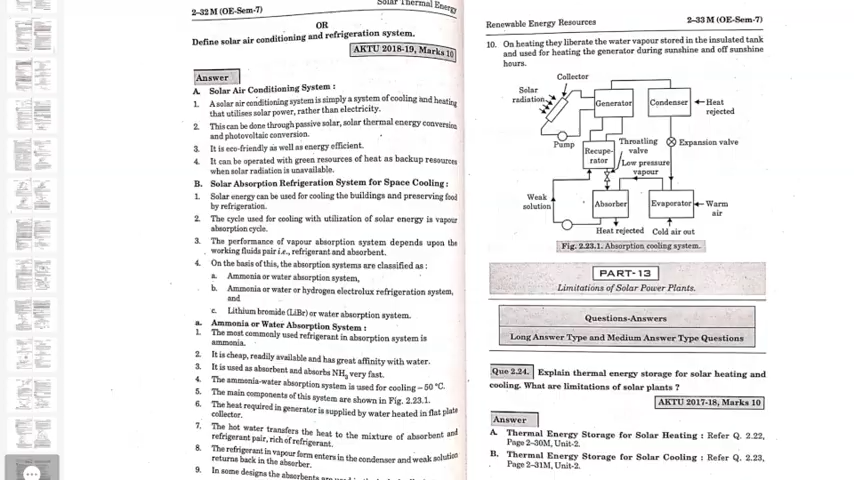 2–32 M (OE-Sem-7)
Solar Thermal Energy
OR
Define solar air conditioning and refrigeration system.
AKTU 2018-19, Marks 10
Answer
A. Solar Air Conditioning System :
1. A solar air conditioning system is simply a system of cooling and heating
that utilises solar power, rather than electricity.
2. This can be done through passive solar, solar thermal energy conversion
and photovoltaic conversion.
3. It is eco-friendly as well as energy efficient.
4. It can be operated with green resources of heat as backup resources
when solar radiation is unavailable.
B. Solar Absorption Refrigeration System for Space Cooling :
1. Solar energy can be used for cooling the buildings and preserving food
by refrigeration.
2. The cycle used for cooling with utilization of solar energy is vapour
absorption cycle.
3. The performance of vapour absorption system depends upon the
working fluids pair i.e., refrigerant and absorbent.
4. On the basis of this, the absorption systems are classified as :
a. Ammonia or water absorption system,
b. Ammonia or water or hydrogen electrolux refrigeration system,
and
c. Lithium bromide (LiBr) or water absorption system.
a. Ammonia or Water Absorption System :
1. The most commonly used refrigerant in absorption system is
ammonia.
2. It is cheap, readily available and has great affinity with water.
3. It is used as absorbent and absorbs NH3 very fast.
4. The ammonia-water absorption system is used for cooling – 50 °C.
5. The main components of this system are shown in Fig. 2.23.1.
6. The heat required in generator is supplied by water heated in flat plate
collector.
7. The hot water transfers the heat to the mixture of absorbent and
refrigerant pair, rich of refrigerant.
8. The refrigerant in vapour form enters in the condenser and weak solution
returns back in the absorber.
9. In some designs the absorbents are
Renewable Energy Resources
2–33 M (OE-Sem-7)
10. On heating they liberate the water vapour stored in the insulated tank
and used for heating the generator during sunshine and off sunshine
hours.
Collector
Solar
radiation
Generator
Condenser
Heat
rejected
Pump
Recupe-
rator
Throatling
valve
Expansion valve
Low pressure
vapour
Weak
solution
Absorber
Evaporator
Warm
air
Heat rejected
Cold air out
Fig. 2.23.1. Absorption cooling system.
PART-13
Limitations of Solar Power Plants.
Questions-Answers
Long Answer Type and Medium Answer Type Questions
Que 2.24. Explain thermal energy storage for solar heating and
cooling. What are limitations of solar plants ?
AKTU 2017-18, Marks 10
Answer
A. Thermal Energy Storage for Solar Heating : Refer Q. 2.22,
Page 2–30M, Unit-2.
B. Thermal Energy Storage for Solar Cooling : Refer Q. 2.23,
Page 2–31M, Unit-2.